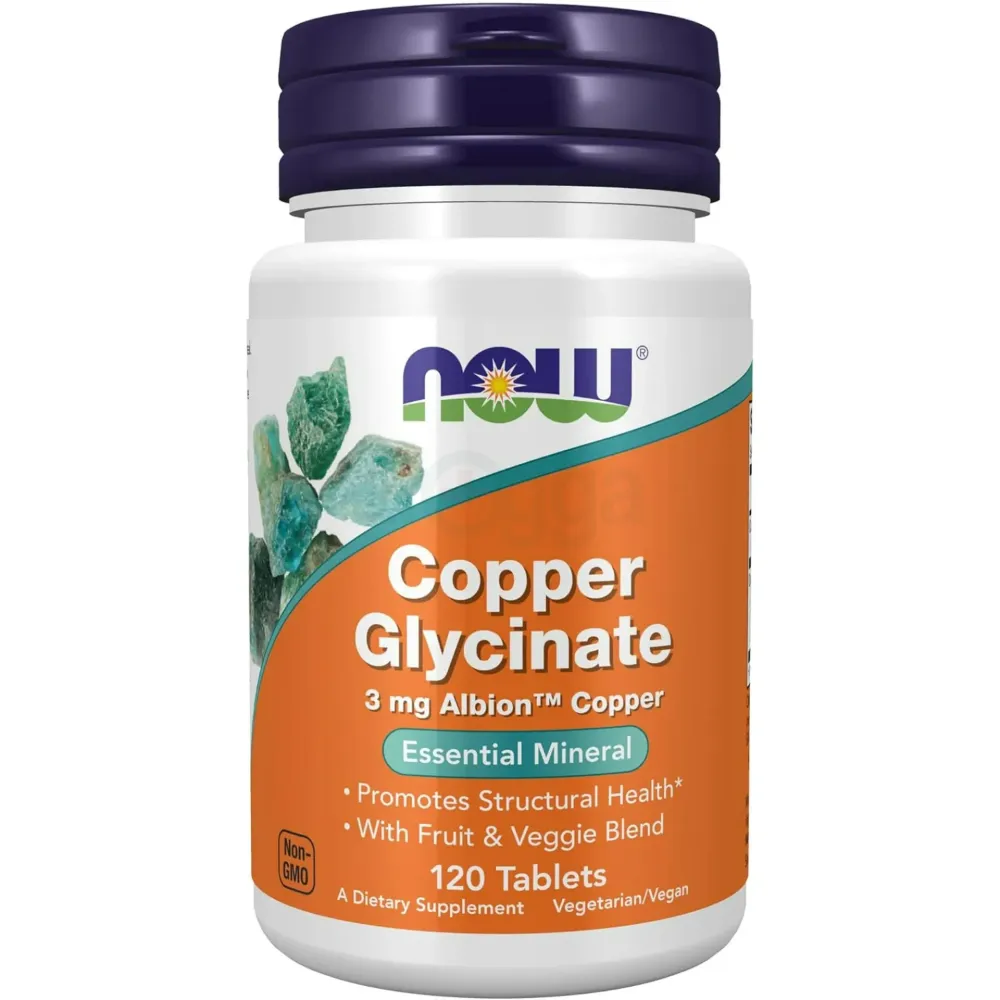 NOW®
Copper
Glycinate
3 mg Albion™ Copper
Essential Mineral
• Promotes Structural Health*
• With Fruit & Veggie Blend
Non-
GMO
120 Tablets
A Dietary Supplement Vegetarian/Vegan